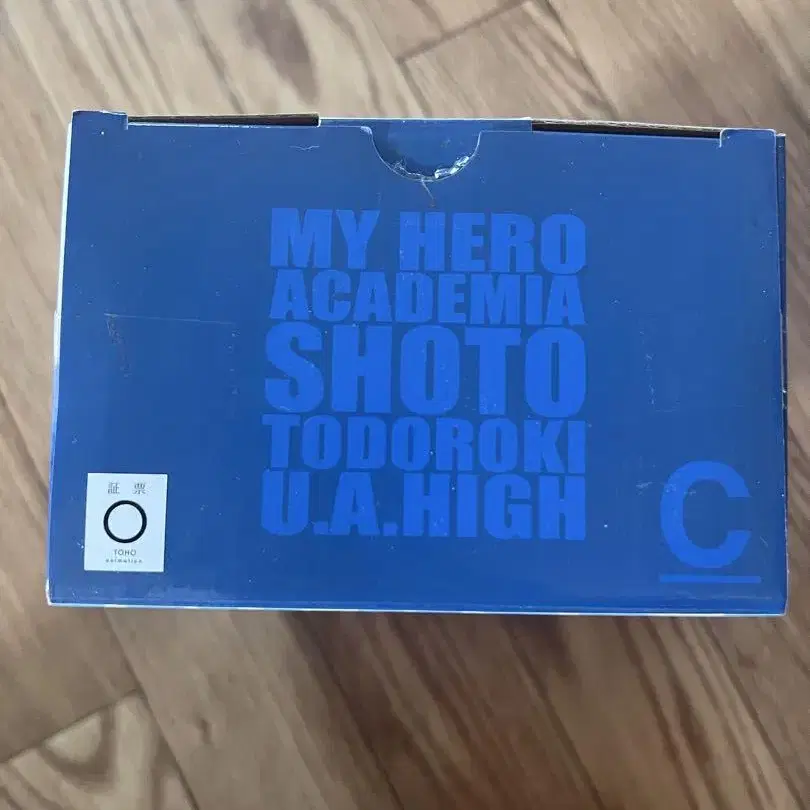 MY HERO
ACADEMIA
SHOTO
TODOROKI
U.A.HIGH
C
証 票
TOHO
animation